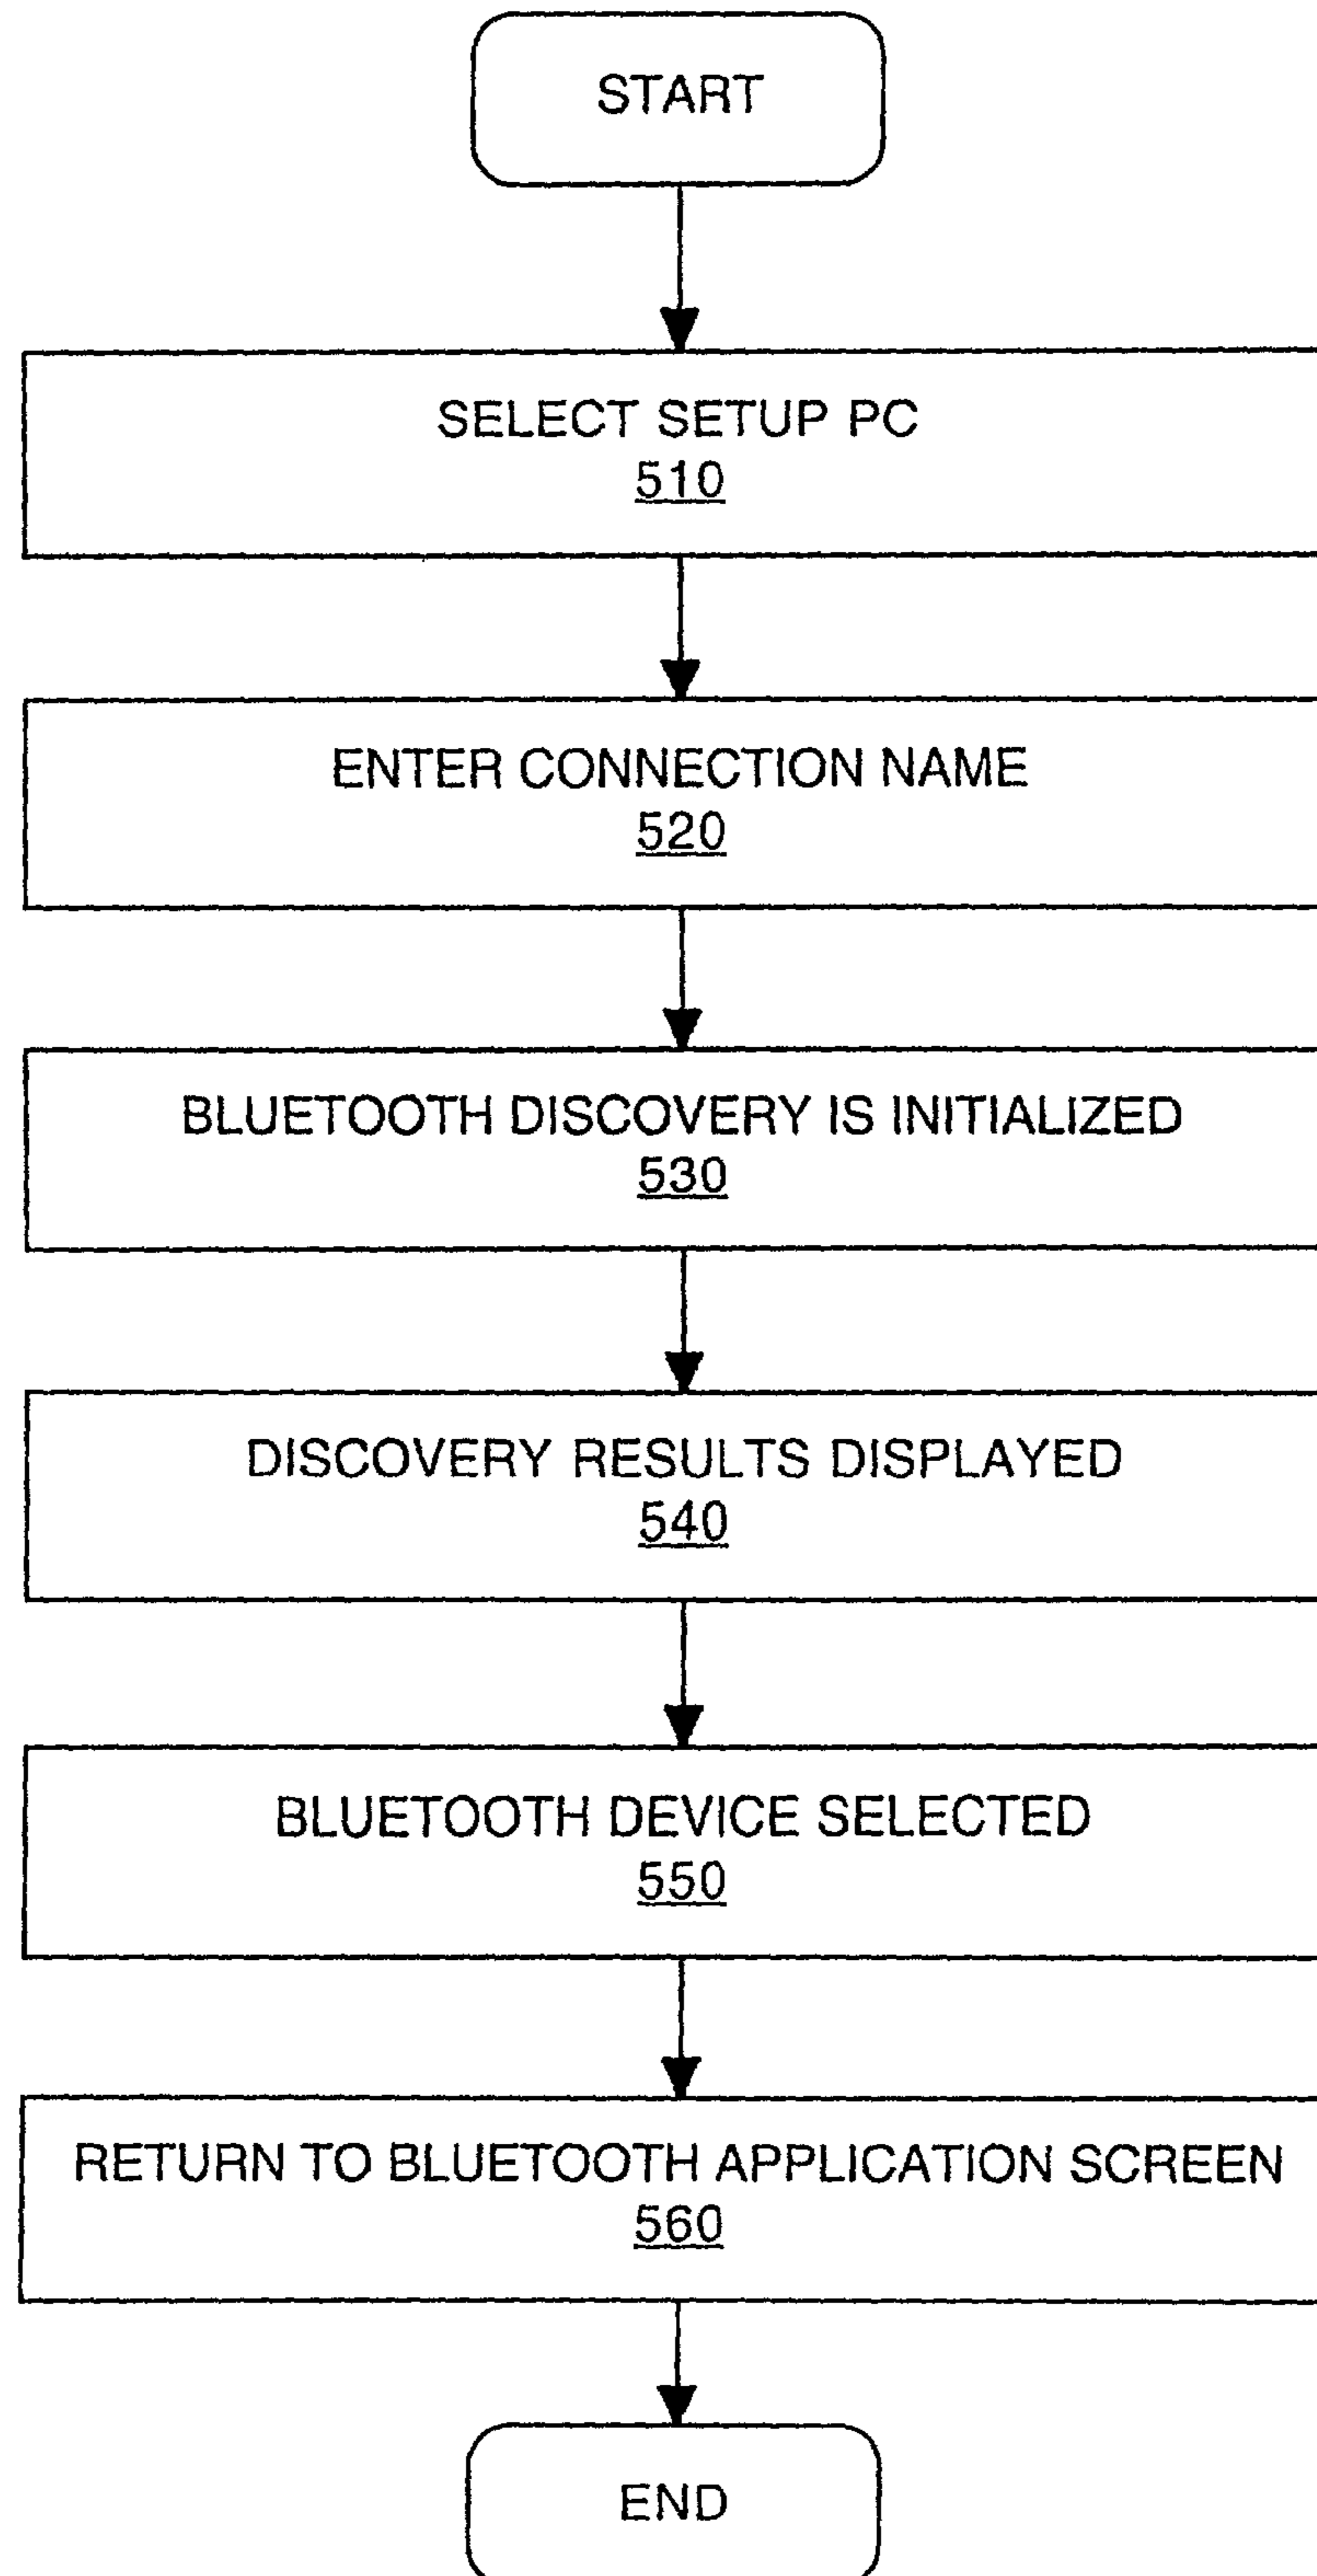 START
SELECT SETUP PC
510
ENTER CONNECTION NAME
520
BLUETOOTH DISCOVERY IS INITIALIZED
530
DISCOVERY RESULTS DISPLAYED
540
BLUETOOTH DEVICE SELECTED
550
RETURN TO BLUETOOTH APPLICATION SCREEN
560
END